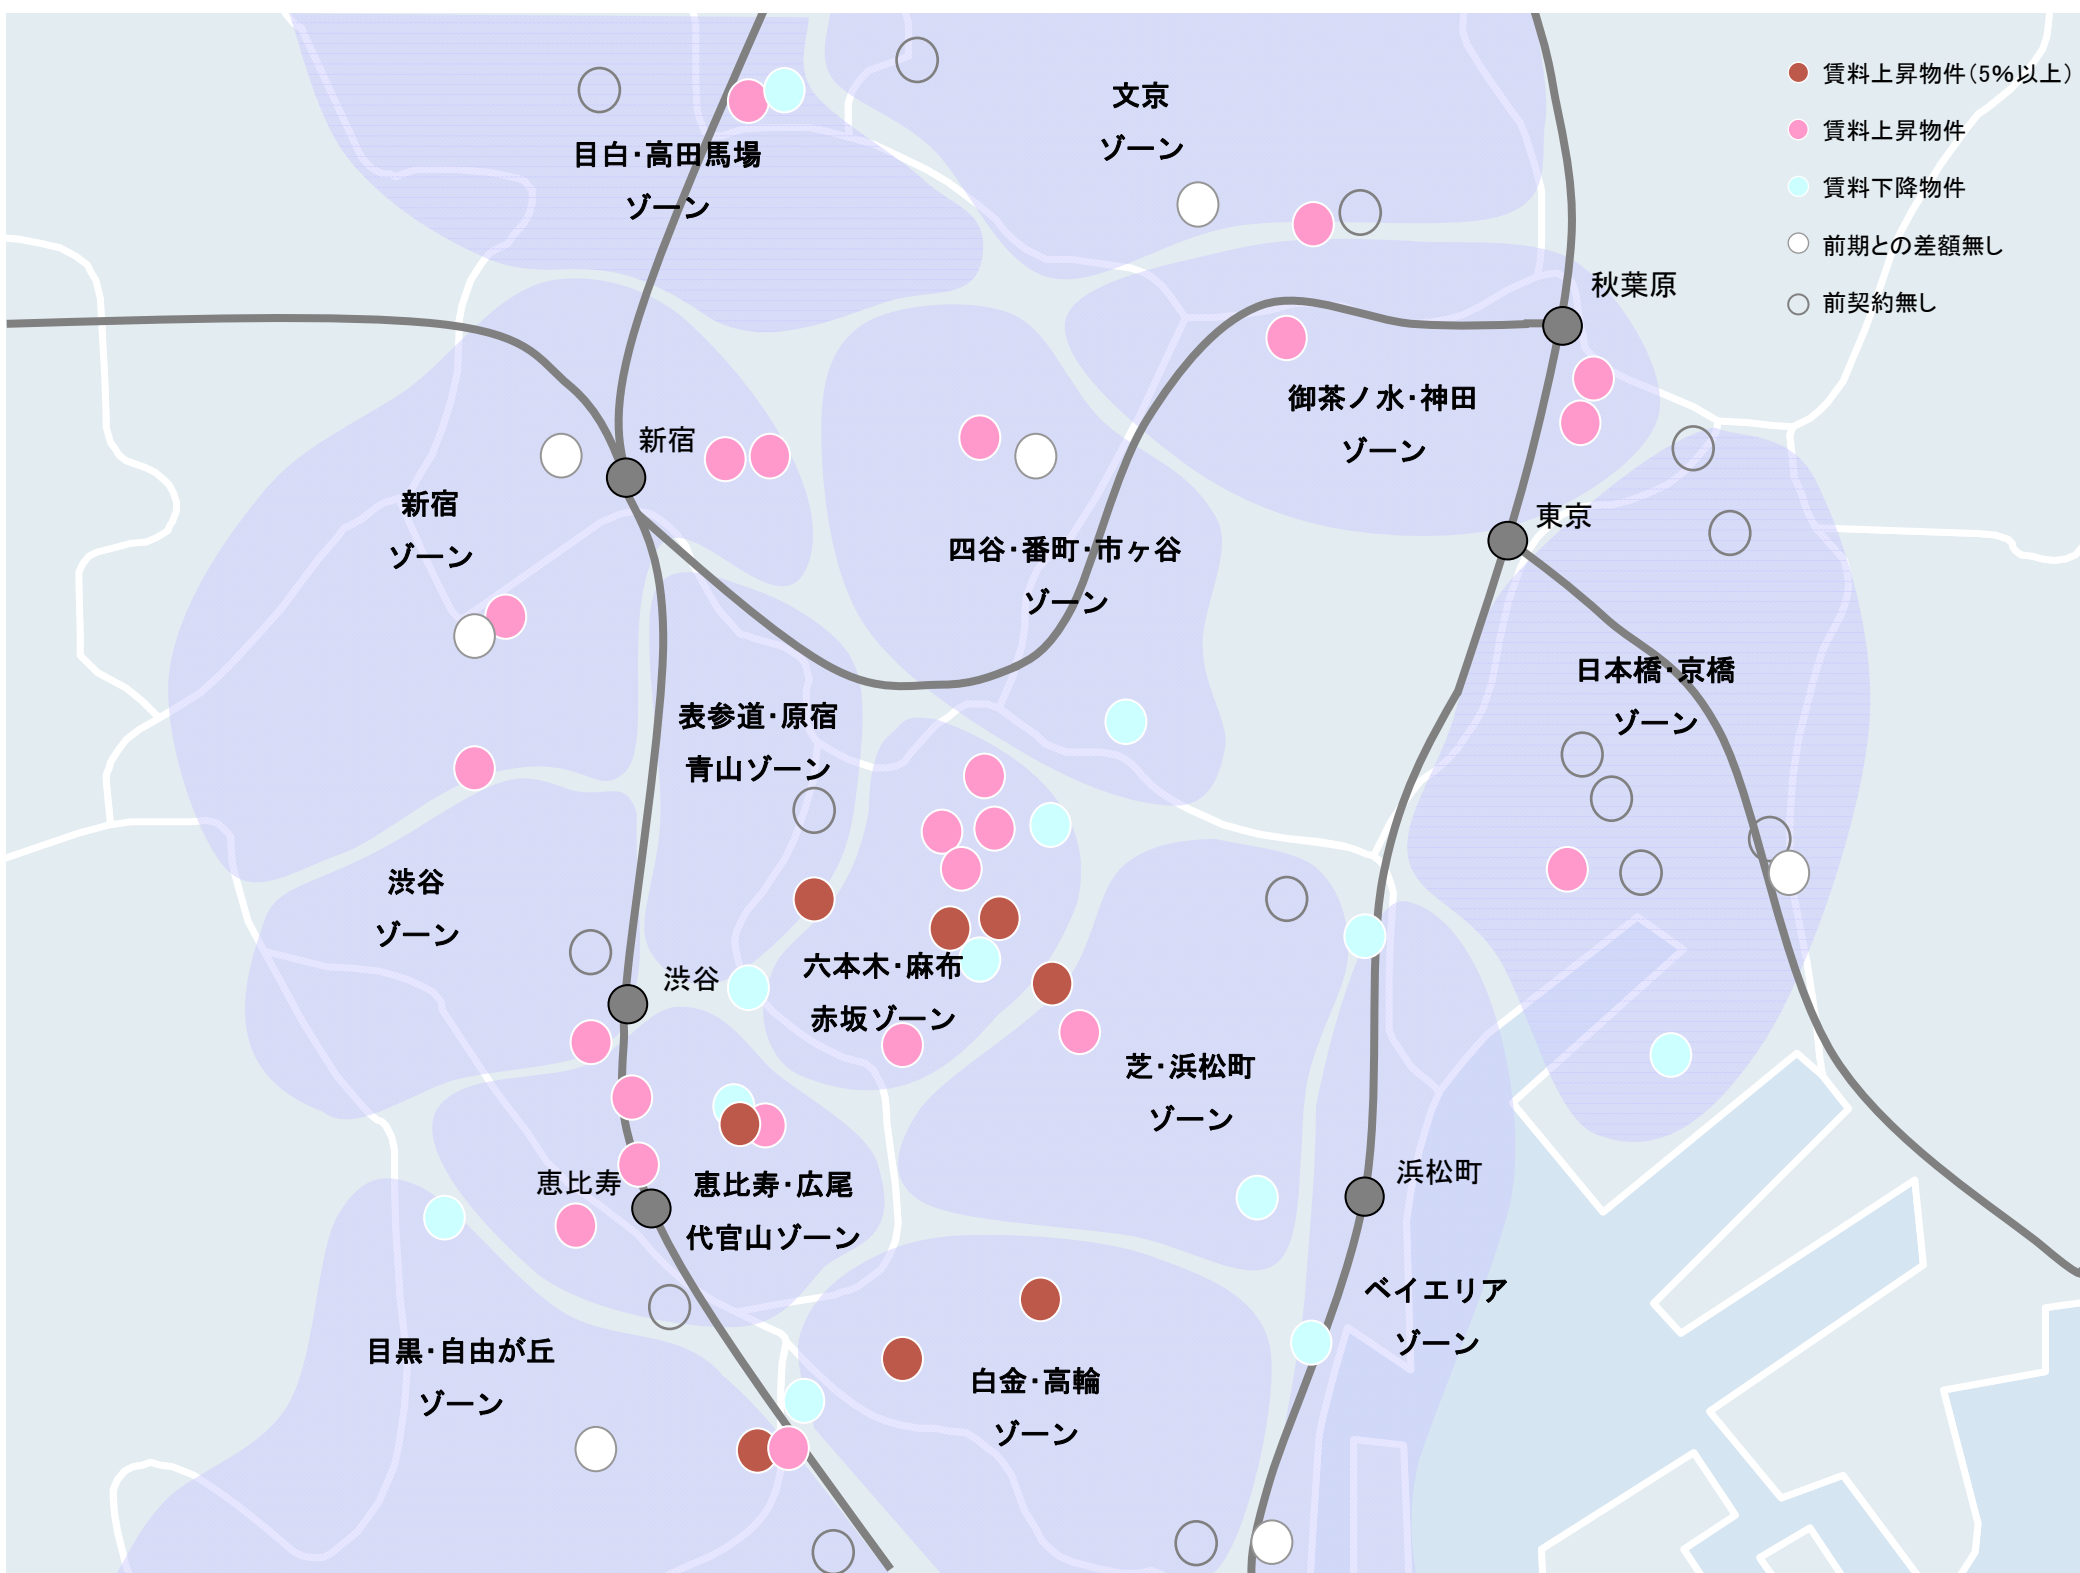 賃料上昇物件（5％以上）
賃料上昇物件
賃料下降物件
前期との差額無し
前契約無し
文京
ゾーン
目白・高田馬場
ゾーン
秋葉原
御茶ノ水・神田
ゾーン
新宿
新宿
ゾーン
東京
四谷・番町・市ヶ谷
ゾーン
日本橋・京橋
ゾーン
表参道・原宿
青山ゾーン
渋谷
ゾーン
渋谷
六本木・麻布
赤坂ゾーン
芝・浜松町
ゾーン
恵比寿
恵比寿・広尾
代官山ゾーン
浜松町
ベイエリア
ゾーン
目黒・自由が丘
ゾーン
白金・高輪
ゾーン